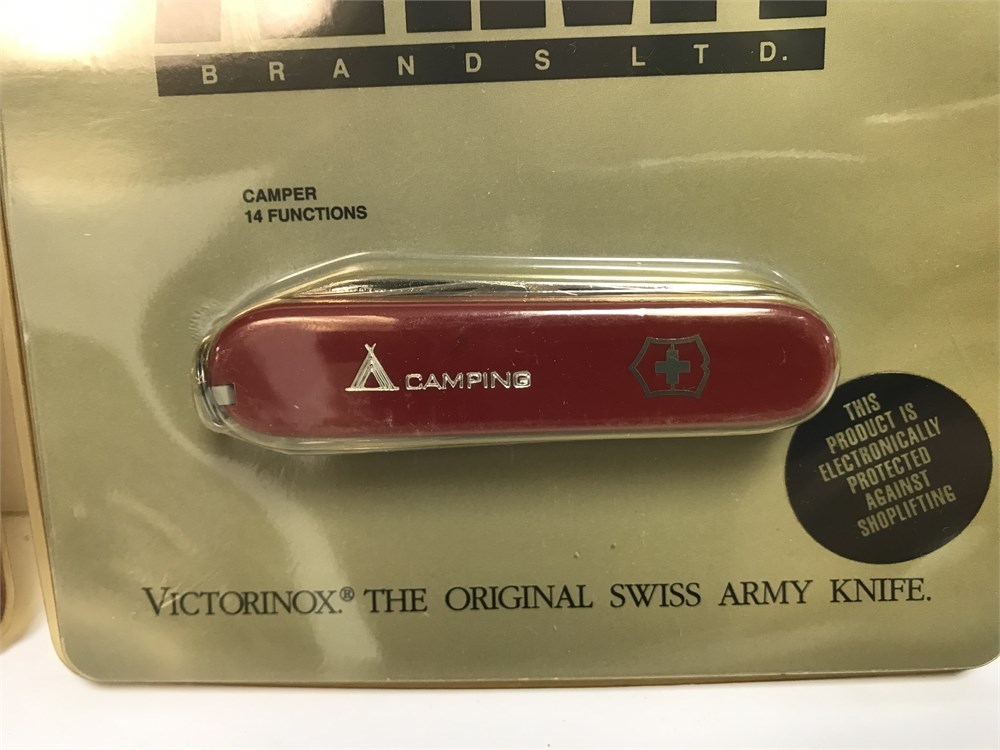 BRANDS LTD.
CAMPER
14 FUNCTIONS
CAMPING
THIS
PRODUCT IS
ELECTRONICALLY
PROTECTED
AGAINST
SHOPLIFTING
VICTORINOX.® THE ORIGINAL SWISS ARMY KNIFE.